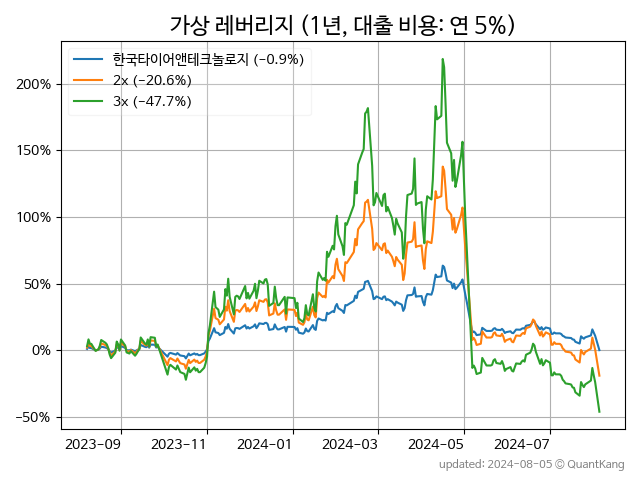 가상 레버리지 (1년, 대출 비용: 연 5%)
한국타이어앤테크놀로지 (−0.9%)
2x (−20.6%)
3x (−47.7%)
200%
150%
100%
50%
0%
−50%
2023-09 2023-11 2024-01 2024-03 2024-05 2024-07
updated: 2024-08-05 © QuantKang